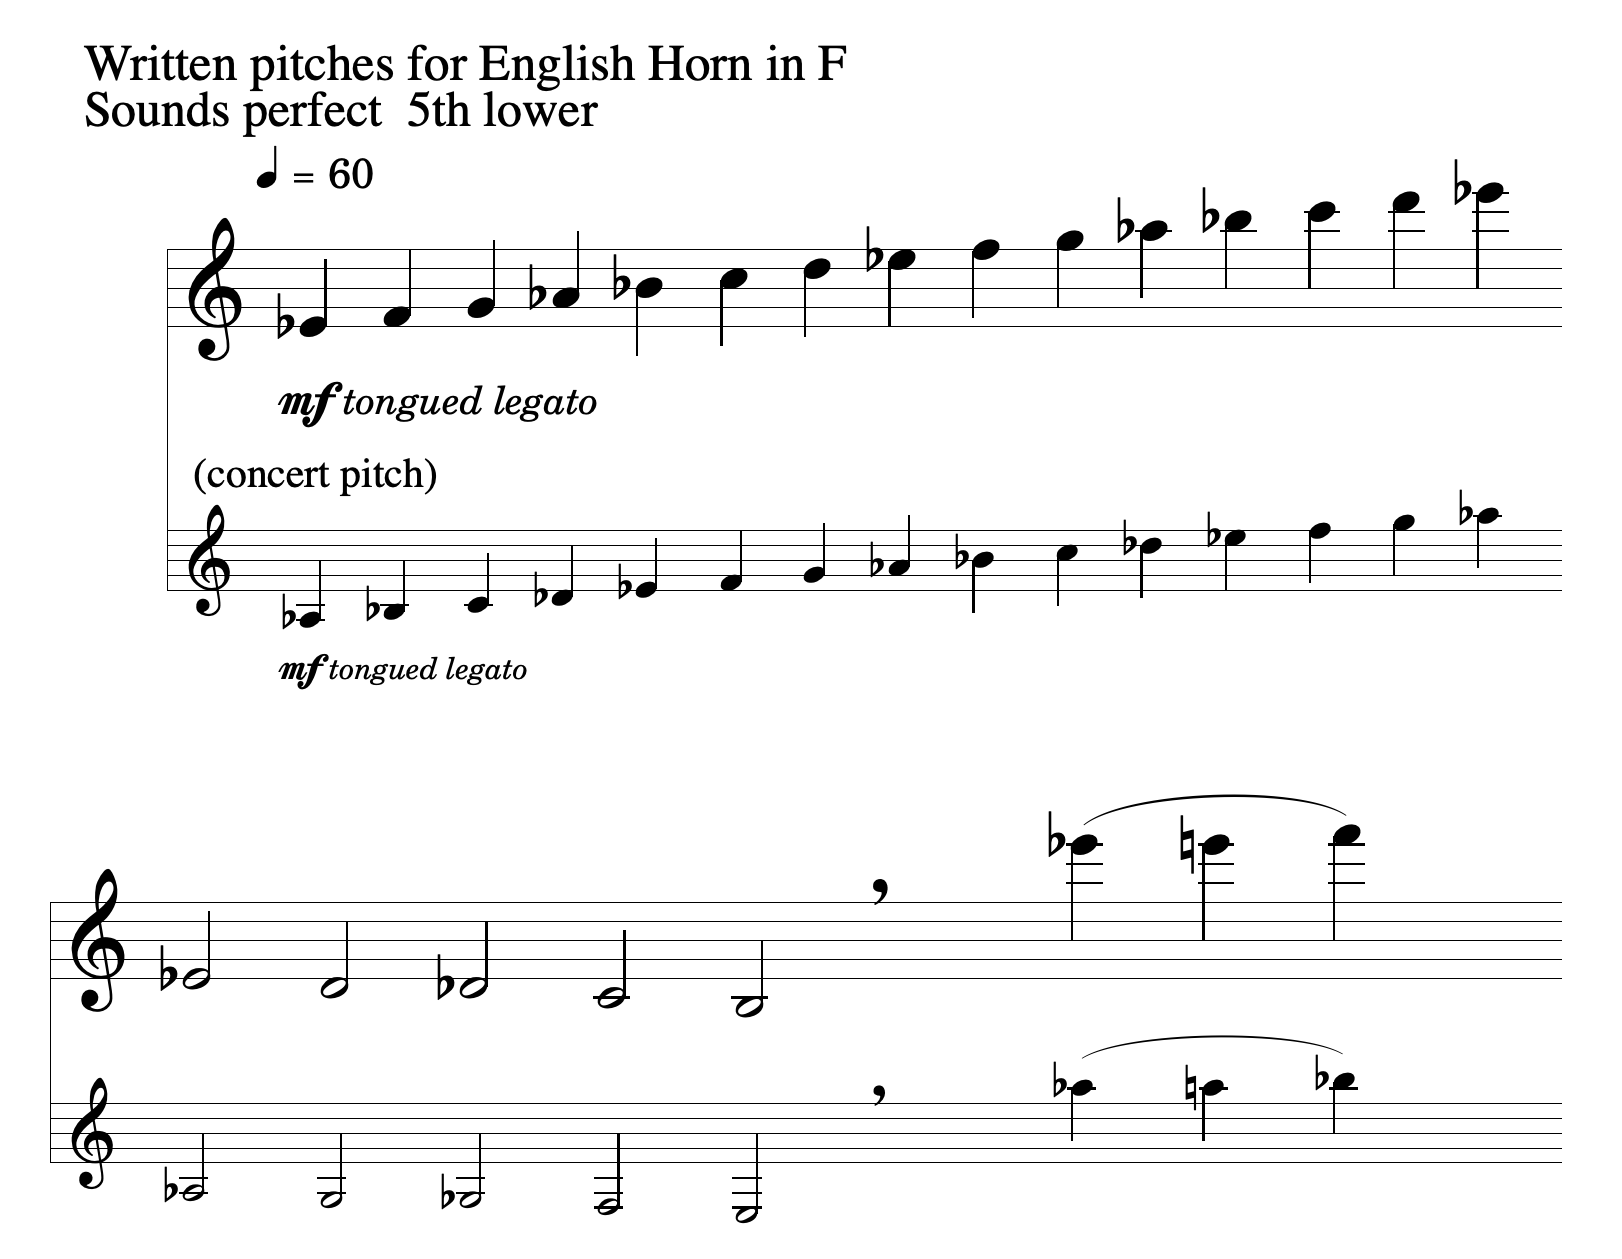 Written pitches for English Horn in F
Sounds perfect 5th lower
♩ = 60
mf tongued legato
(concert pitch)
mf tongued legato